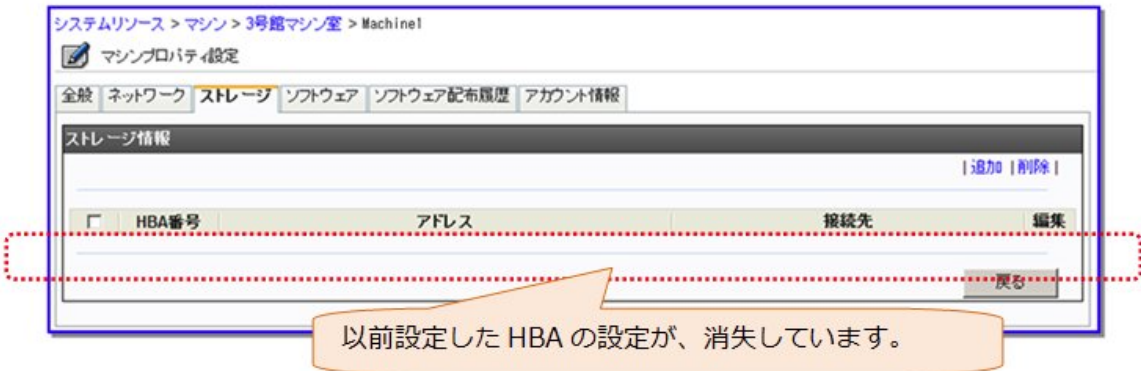 システムリソース > マシン > 3号館マシン室 > Machine1
マシンプロパティ設定
全般 ネットワーク ストレージ ソフトウェア ソフトウェア配布履歴 アカウント情報
ストレージ情報
| 追加 | 削除 |
HBA番号 アドレス 接続先 編集
戻る
以前設定した HBA の設定が、消失しています。